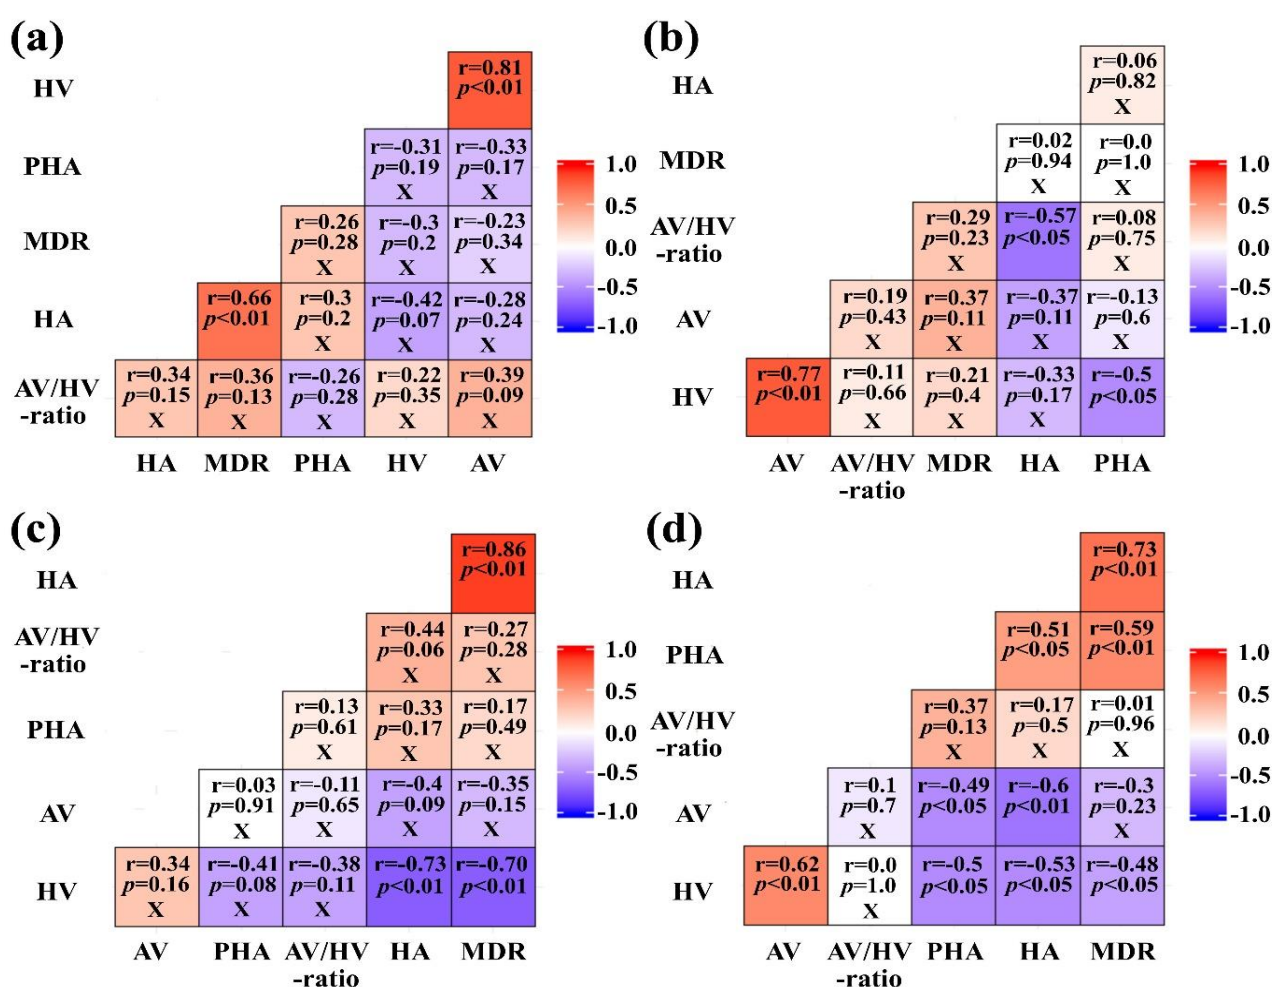 (a)
HV
r=0.81
p<0.01
PHA
r=-0.31
p=0.19
X
r=-0.33
p=0.17
X
MDR
r=0.26
p=0.28
X
r=-0.3
p=0.2
X
r=-0.23
p=0.34
X
HA
r=0.66
p<0.01
r=0.3
p=0.2
X
r=-0.42
p=0.07
X
r=-0.28
p=0.24
X
AV/HV
-ratio
r=0.34
p=0.15
X
r=0.36
p=0.13
X
r=-0.26
p=0.28
X
r=0.22
p=0.35
X
r=0.39
p=0.09
X
HA MDR PHA HV AV
1.0
0.5
0.0
-0.5
-1.0
(b)
HA
r=0.06
p=0.82
X
MDR
r=0.02
p=0.94
X
r=0.0
p=1.0
X
AV/HV
-ratio
r=0.29
p=0.23
X
r=-0.57
p<0.05
r=0.08
p=0.75
X
AV
r=0.19
p=0.43
X
r=0.37
p=0.11
X
r=-0.37
p=0.11
X
r=-0.13
p=0.6
X
HV
r=0.77
p<0.01
r=0.11
p=0.66
X
r=0.21
p=0.4
X
r=-0.33
p=0.17
X
r=-0.5
p<0.05
AV AV/HV MDR HA PHA
-ratio
1.0
0.5
0.0
-0.5
-1.0
(c)
HA
r=0.86
p<0.01
AV/HV
-ratio
r=0.44
p=0.06
X
r=0.27
p=0.28
X
PHA
r=0.13
p=0.61
X
r=0.33
p=0.17
X
r=0.17
p=0.49
X
AV
r=0.03
p=0.91
X
r=-0.11
p=0.65
X
r=-0.4
p=0.09
X
r=-0.35
p=0.15
X
HV
r=0.34
p=0.16
X
r=-0.41
p=0.08
X
r=-0.38
p=0.11
X
r=-0.73
p<0.01
r=-0.70
p<0.01
AV PHA AV/HV HA MDR
-ratio
1.0
0.5
0.0
-0.5
-1.0
(d)
HA
r=0.73
p<0.01
PHA
r=0.51
p<0.05
r=0.59
p<0.01
AV/HV
-ratio
r=0.37
p=0.13
X
r=0.17
p=0.5
X
r=0.01
p=0.96
X
AV
r=0.1
p=0.7
X
r=-0.49
p<0.05
r=-0.6
p<0.01
r=-0.3
p=0.23
X
HV
r=0.62
p<0.01
r=0.0
p=1.0
X
r=-0.5
p<0.05
r=-0.53
p<0.05
r=-0.48
p<0.05
AV AV/HV PHA HA MDR
-ratio
1.0
0.5
0.0
-0.5
-1.0